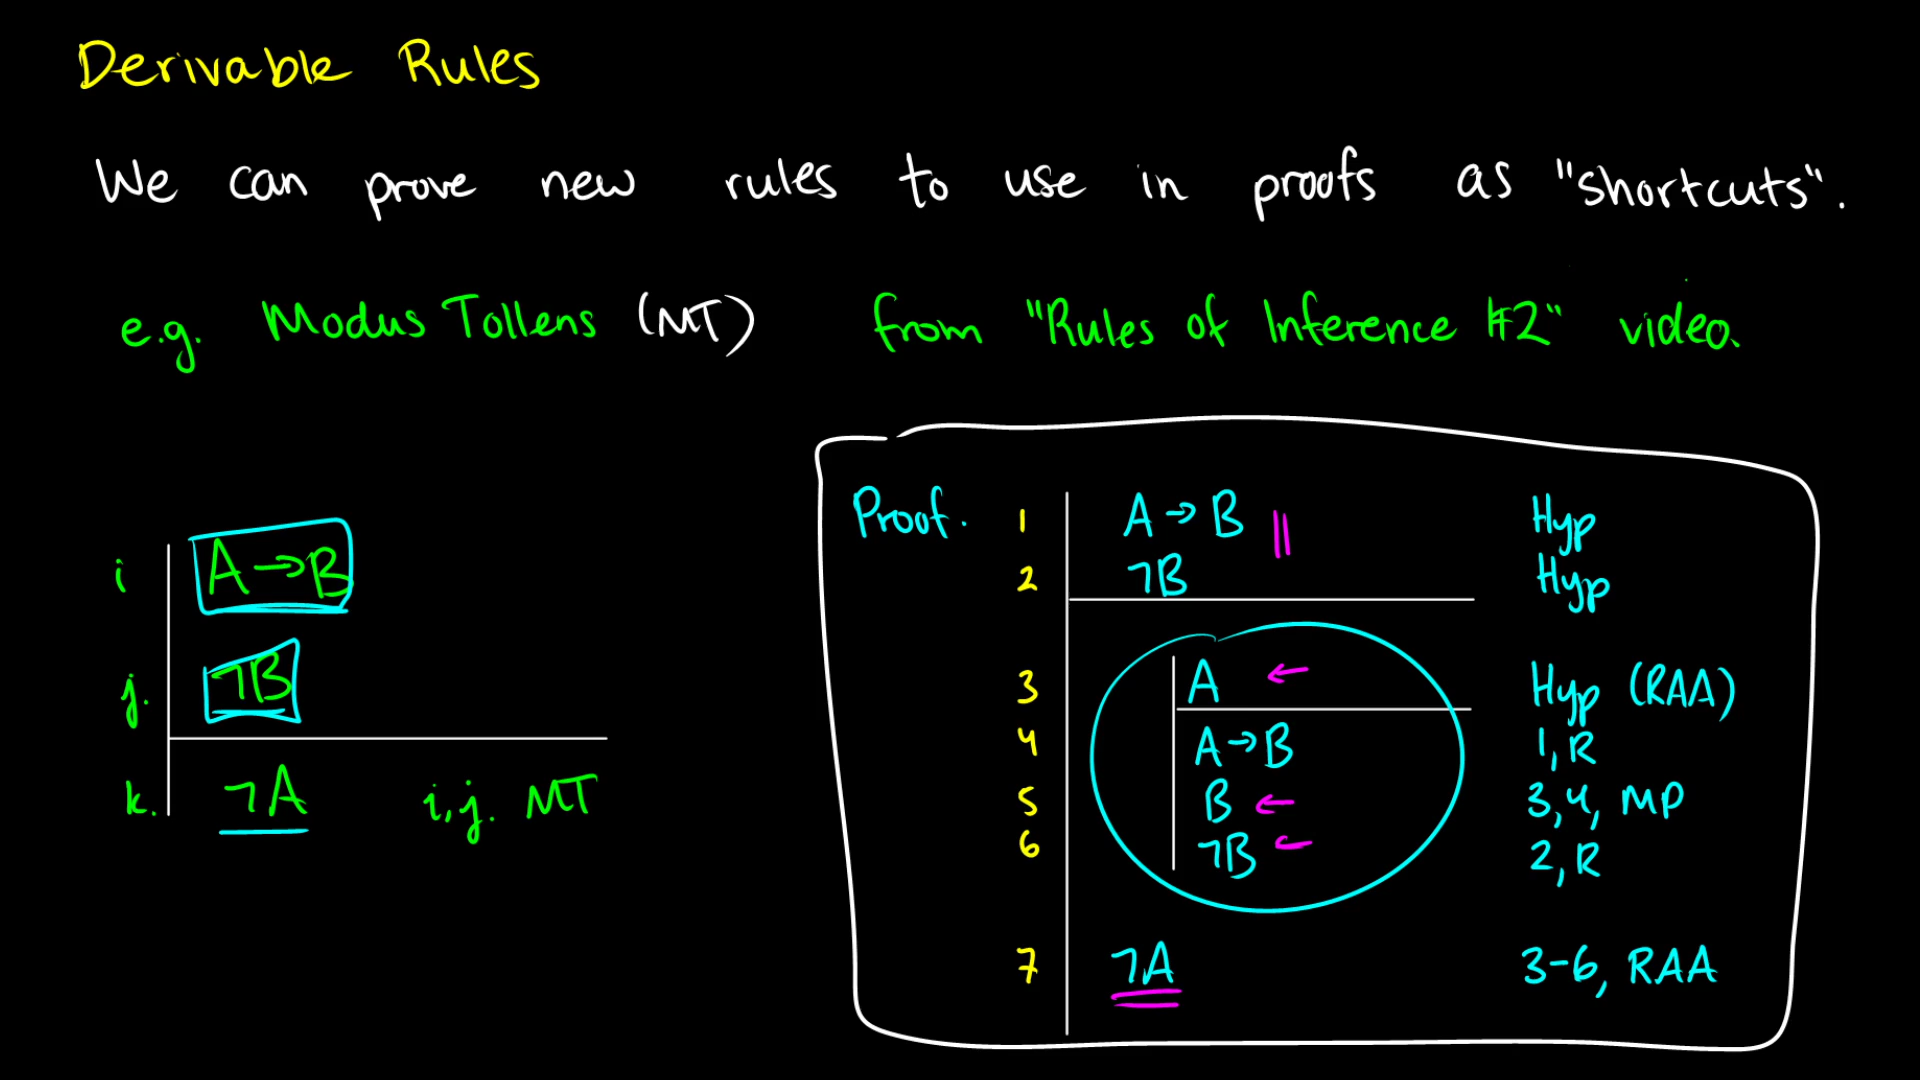 Derivable Rules
We can prove new rules to use in proofs as "shortcuts".
e.g. Modus Tollens (MT) from "Rules of Inference #2" video.
i A→B
j. ¬B
k. ¬A i,j. MT
Proof. 1 A→B Hyp
2 ¬B Hyp
3 A Hyp (RAA)
4 A→B 1, R
5 B 3,4, MP
6 ¬B 2, R
7 ¬A 3-6, RAA